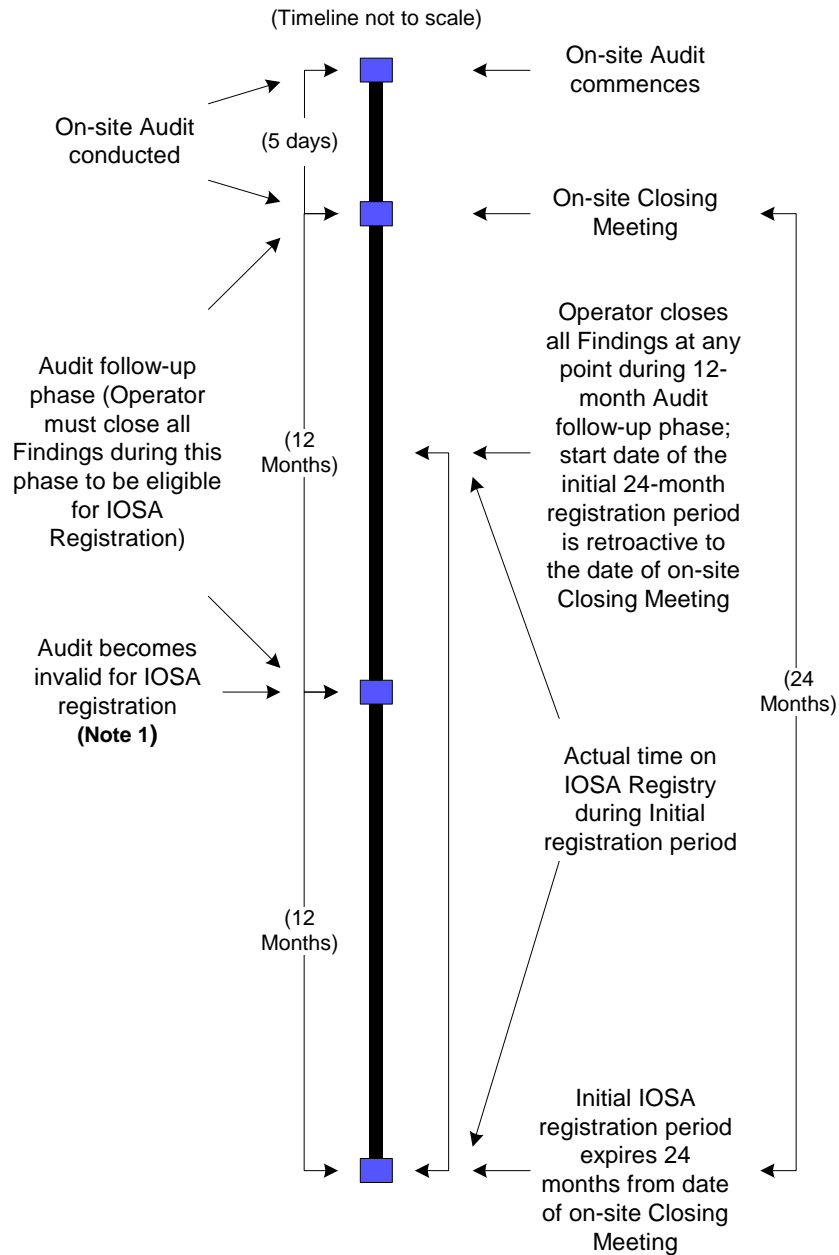 (Timeline not to scale)
On-site Audit
commences
On-site Audit
conducted
(5 days)
On-site Closing
Meeting
Audit follow-up
phase (Operator
must close all
Findings during this
phase to be eligible
for IOSA
Registration)
(12
Months)
Operator closes
all Findings at any
point during 12-
month Audit
follow-up phase;
start date of the
initial 24-month
registration period
is retroactive to
the date of on-site
Closing Meeting
Audit becomes
invalid for IOSA
registration
(Note 1)
(24
Months)
Actual time on
IOSA Registry
during Initial
registration period
(12
Months)
Initial IOSA
registration period
expires 24
months from date
of on-site Closing
Meeting